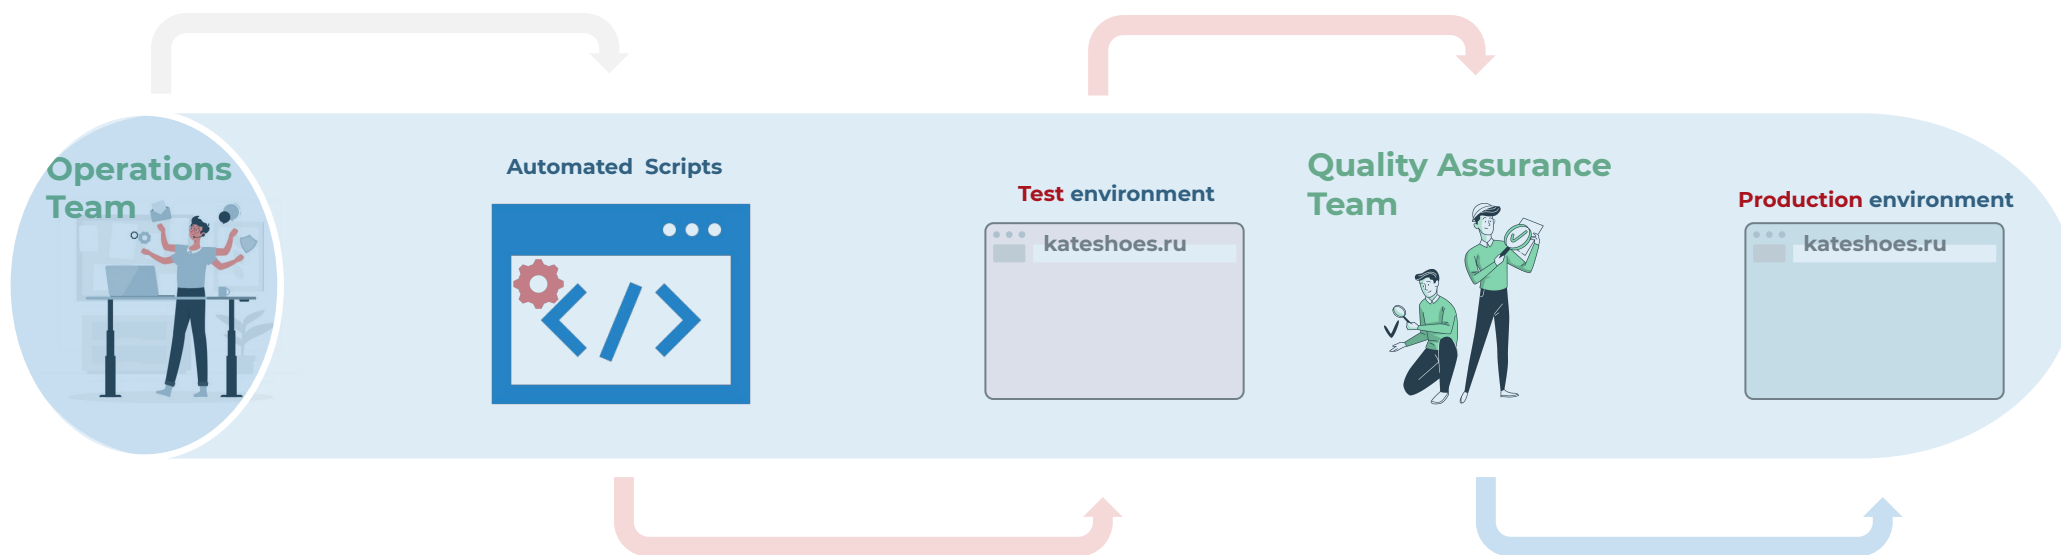 Operations
Team
Automated Scripts
Test environment
kateshoes.ru
Quality Assurance
Team
Production environment
kateshoes.ru